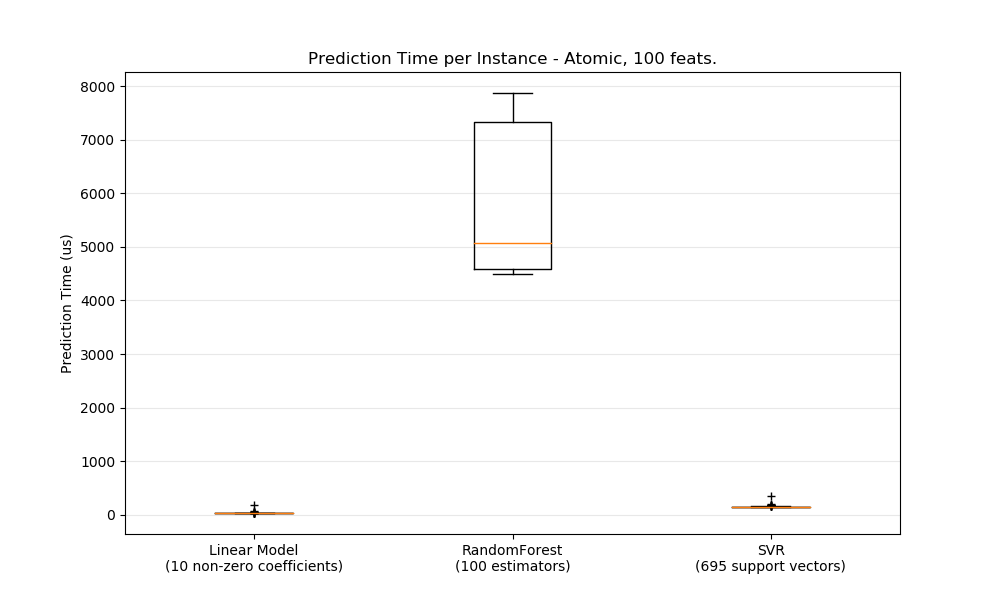 Prediction Time per Instance - Atomic, 100 feats.
8000
7000
6000
5000
4000
3000
2000
1000
0
Prediction Time (us)
Linear Model
(10 non-zero coefficients)
RandomForest
(100 estimators)
SVR
(695 support vectors)